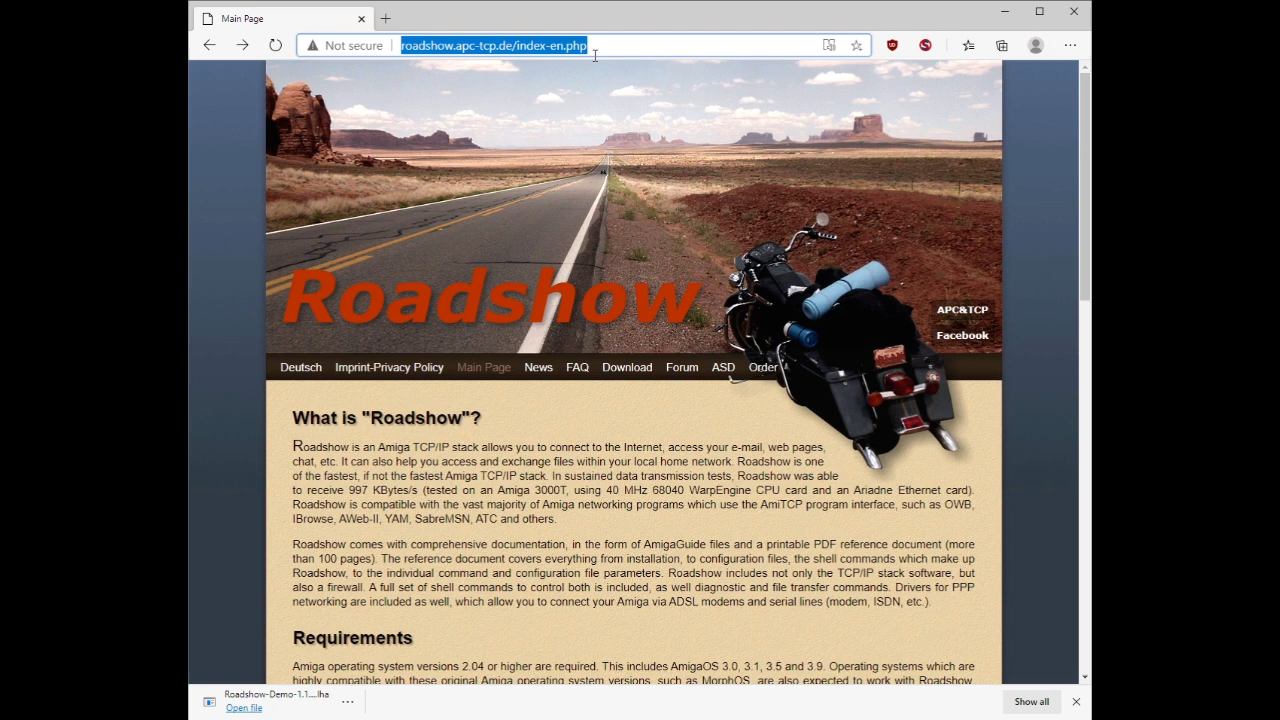 Main Page
Not secure
roadshow.apc-tcp.de/index-en.php
Roadshow
APC&TCP
Facebook
Deutsch Imprint-Privacy Policy Main Page News FAQ Download Forum ASD Order
What is "Roadshow"?
Roadshow is an Amiga TCP/IP stack allows you to connect to the Internet, access your e-mail, web pages,
chat, etc. It can also help you access and exchange files within your local home network. Roadshow is one
of the fastest, if not the fastest Amiga TCP/IP stack. In sustained data transmission tests, Roadshow was able
to receive 997 KBytes/s (tested on an Amiga 3000T, using 40 MHz 68040 WarpEngine CPU card and an Ariadne Ethernet card).
Roadshow is compatible with the vast majority of Amiga networking programs which use the AmiTCP program interface, such as OWB,
IBrowse, AWeb-II, YAM, SabreMSN, ATC and others.
Roadshow comes with comprehensive documentation, in the form of AmigaGuide files and a printable PDF reference document (more
than 100 pages). The reference document covers everything from installation, to configuration files, the shell commands which make up
Roadshow, to the individual command and configuration file parameters. Roadshow includes not only the TCP/IP stack software, but
also a firewall. A full set of shell commands to control both is included, as well diagnostic and file transfer commands. Drivers for PPP
networking are included as well, which allow you to connect your Amiga via ADSL modems and serial lines (modem, ISDN, etc.).
Requirements
Amiga operating system versions 2.04 or higher are required. This includes AmigaOS 3.0, 3.1, 3.5 and 3.9. Operating systems which are
highly compatible with these original Amiga operating system versions, such as MorphOS, are also expected to work with Roadshow.
Roadshow-Demo-1.1....lha
Open file
Show all